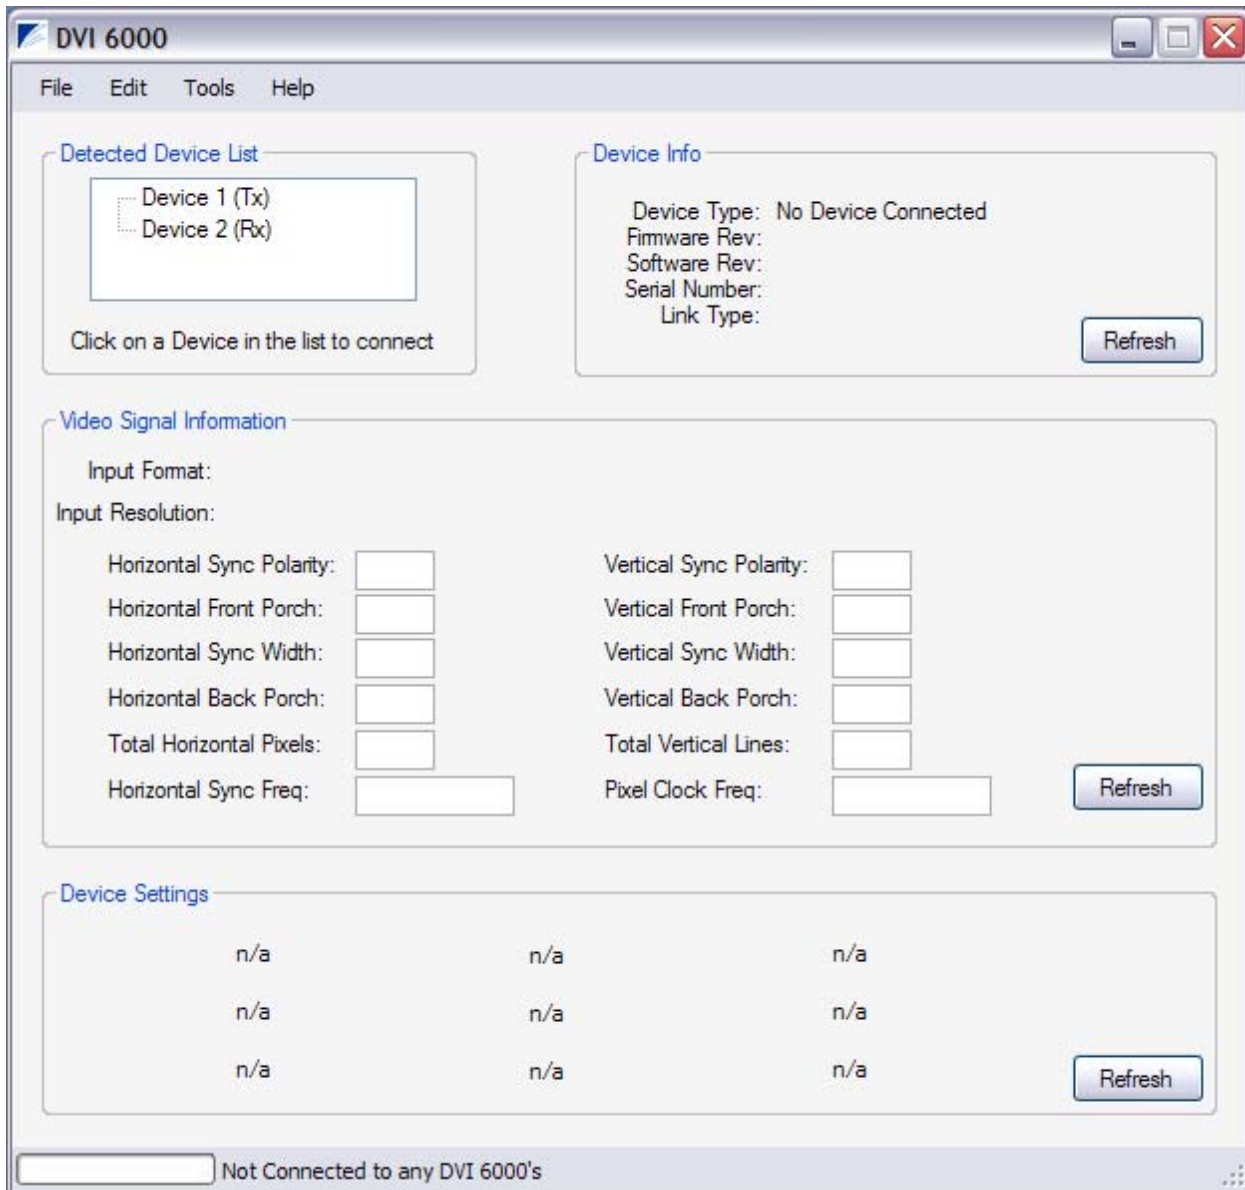 DVI 6000
File Edit Tools Help
Detected Device List
Device 1 (Tx)
Device 2 (Rx)
Click on a Device in the list to connect
Device Info
Device Type: No Device Connected
Firmware Rev:
Software Rev:
Serial Number:
Link Type:
Refresh
Video Signal Information
Input Format:
Input Resolution:
Horizontal Sync Polarity: Vertical Sync Polarity:
Horizontal Front Porch: Vertical Front Porch:
Horizontal Sync Width: Vertical Sync Width:
Horizontal Back Porch: Vertical Back Porch:
Total Horizontal Pixels: Total Vertical Lines:
Horizontal Sync Freq: Pixel Clock Freq:
Refresh
Device Settings
n/a n/a n/a
n/a n/a n/a
n/a n/a n/a
Refresh
Not Connected to any DVI 6000's